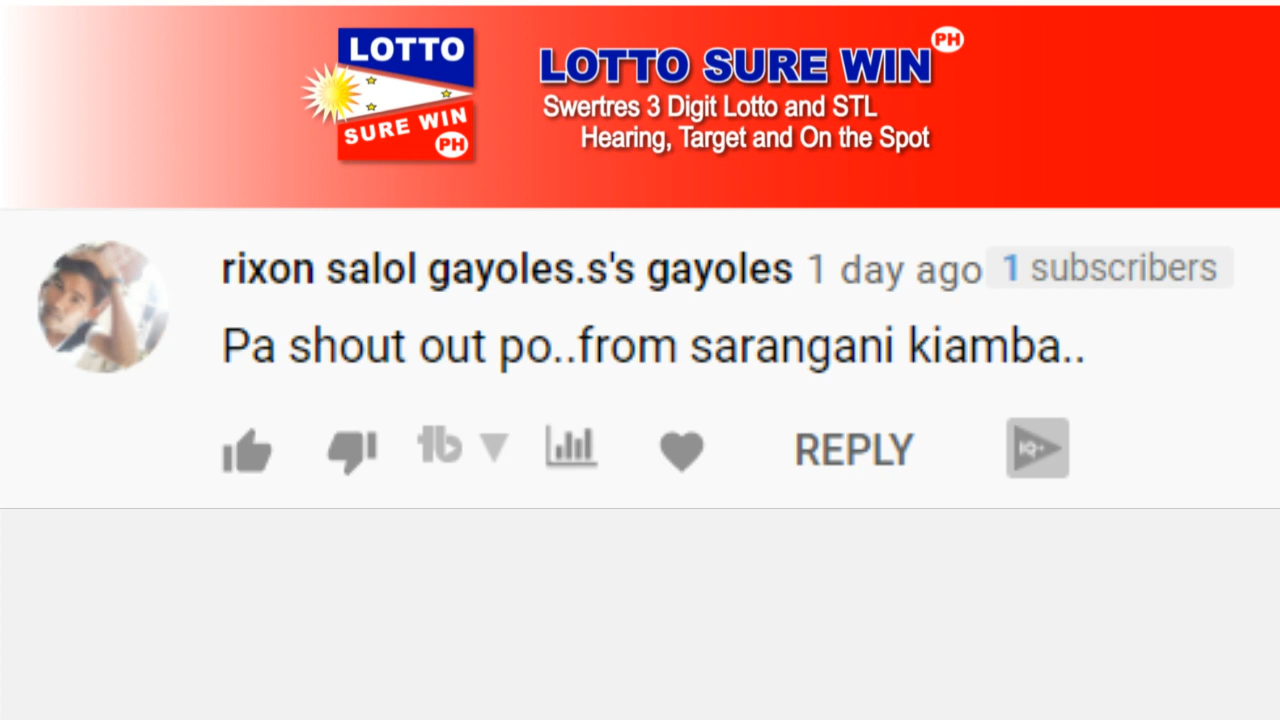 LOTTO
SURE WIN
PH
LOTTO SURE WIN PH
Swertres 3 Digit Lotto and STL
Hearing, Target and On the Spot
rixon salol gayoles.s's gayoles 1 day ago 1 subscribers
Pa shout out po..from sarangani kiamba..
REPLY